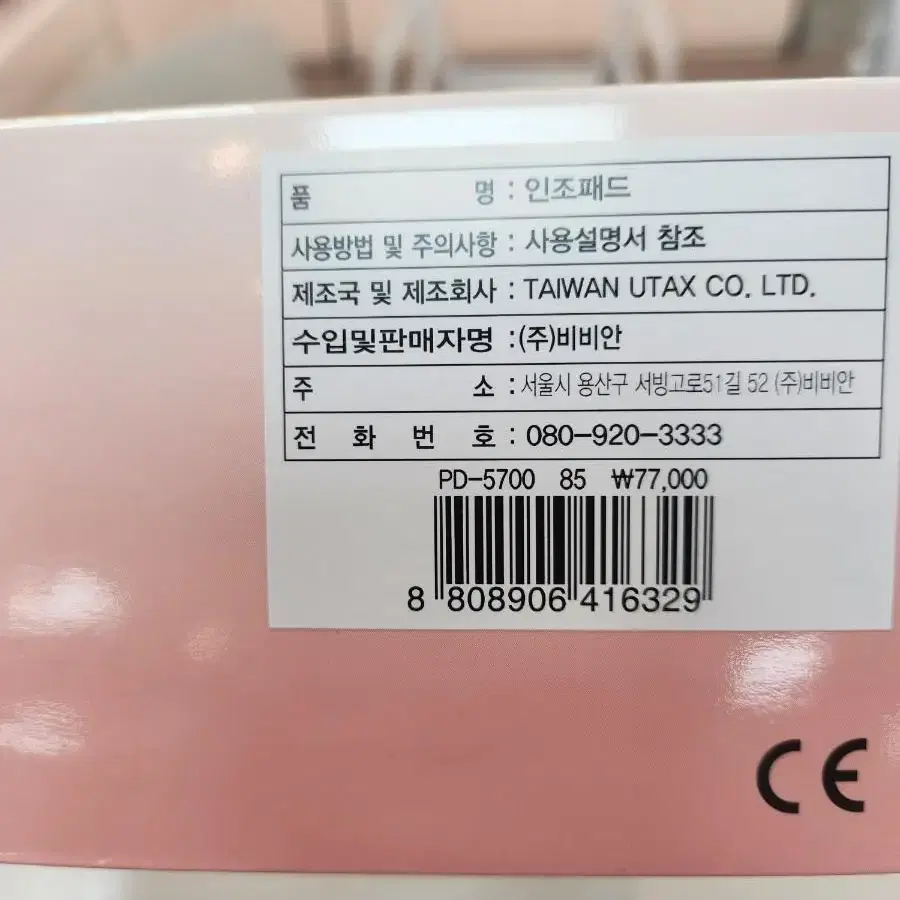 품 명 : 인조패드
사용방법 및 주의사항 : 사용설명서 참조
제조국 및 제조회사 : TAIWAN UTAX CO, LTD.
수입및판매자명 : (주)비비안
주 소 : 서울시 용산구 서빙고로51길 52 (주)비비안
전 화 번 호 : 080-920-3333
PD-5700 85 ₩77,000
8 808906 416329
CE